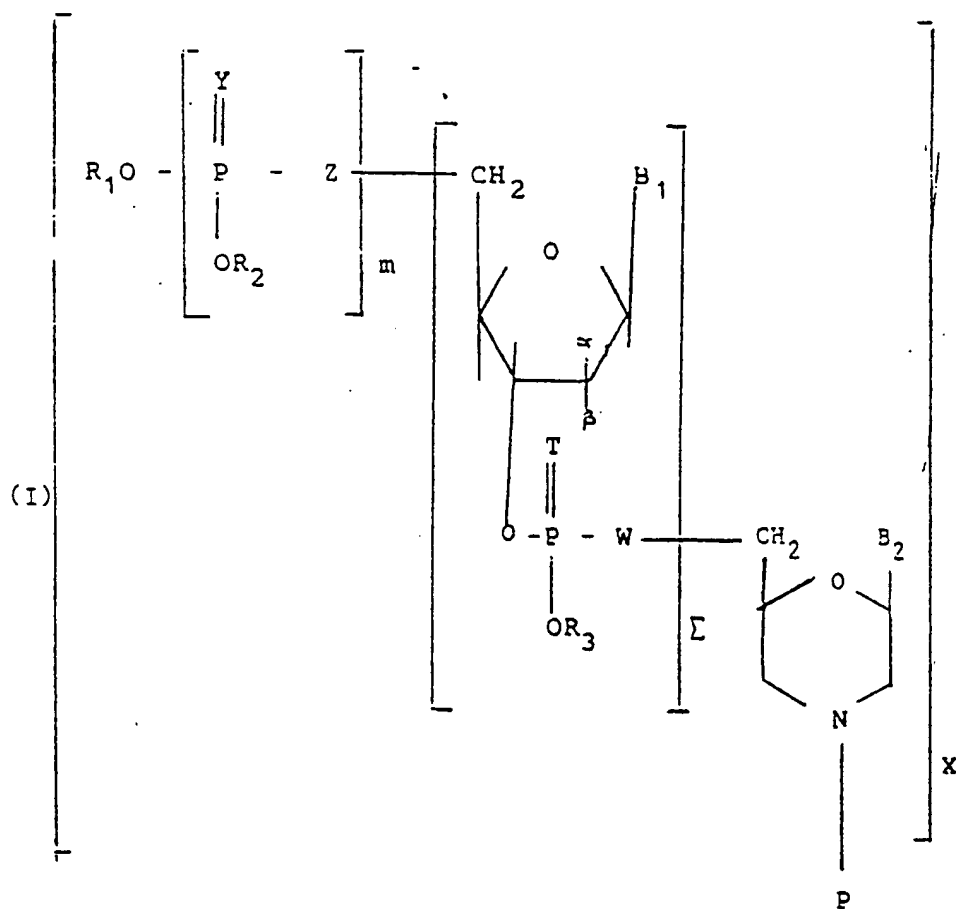 Y
R₁O - P - Z CH₂ B₁
OR₂ m
O
α
β
T
(I)
O - P - W CH₂ B₂
O
OR₃ Σ
N
X
P